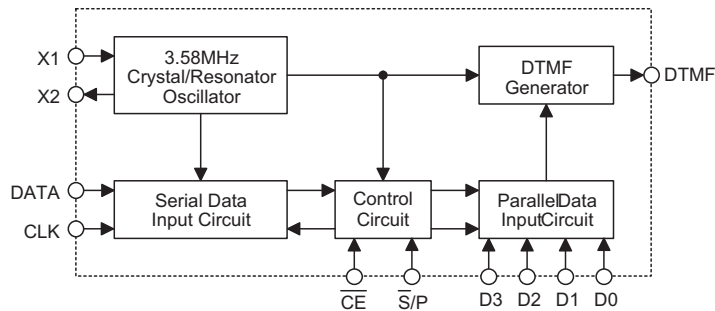 X1
X2
3.58MHz
Crystal/Resonator
Oscillator
DTMF
Generator
DTMF
DATA
CLK
Serial Data
Input Circuit
Control
Circuit
ParallelData
InputCircuit
C̅E̅
S̅/P
D3
D2
D1
D0